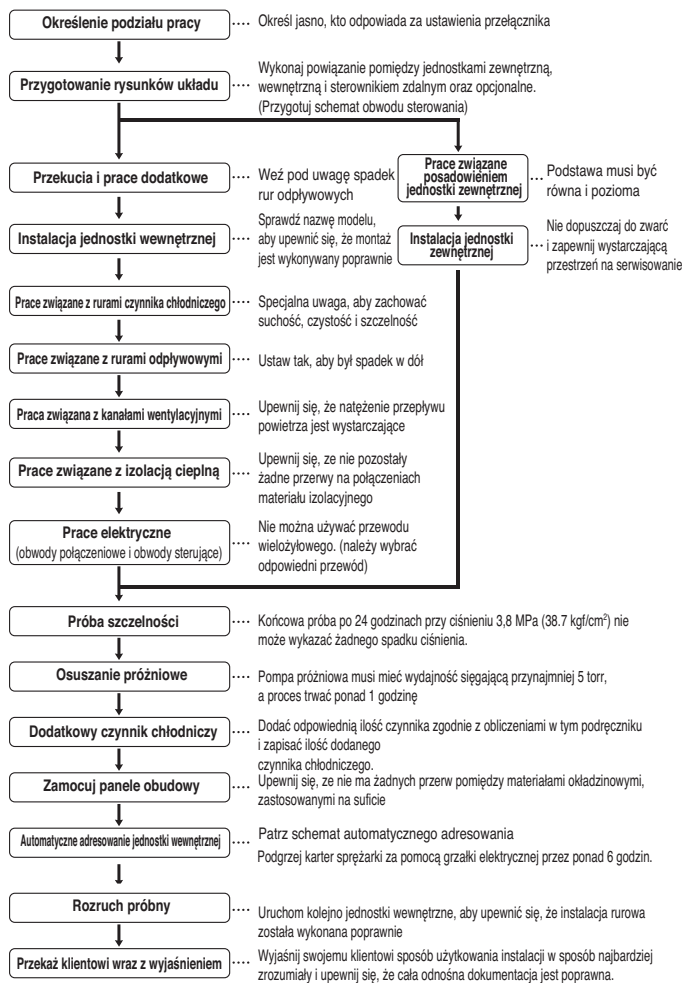 Określenie podziału pracy
Określ jasno, kto odpowiada za ustawienia przełącznika
Przygotowanie rysunków układu
Wykonaj powiązanie pomiędzy jednostkami zewnętrzną,
wewnętrzną i sterownikiem zdalnym oraz opcjonalne.
(Przygotuj schemat obwodu sterowania)
Przekucia i prace dodatkowe
Weź pod uwagę spadek
rur odpływowych
Prace związane
posadowieniem
jednostki zewnętrznej
Podstawa musi być
równa i pozioma
Instalacja jednostki wewnętrznej
Sprawdź nazwę modelu,
aby upewnić się, że montaż
jest wykonywany poprawnie
Instalacja jednostki
zewnętrznej
Nie dopuszczaj do zwarć
i zapewnij wystarczającą
przestrzeń na serwisowanie
Prace związane z rurami czynnika chłodniczego
Specjalna uwaga, aby zachować
suchość, czystość i szczelność
Prace związane z rurami odpływowymi
Ustaw tak, aby był spadek w dół
Praca związana z kanałami wentylacyjnymi
Upewnij się, że natężenie przepływu
powietrza jest wystarczające
Prace związane z izolacją cieplną
Upewnij się, ze nie pozostały
żadne przerwy na połączeniach
materiału izolacyjnego
Prace elektryczne
(obwody połączeniowe i obwody sterujące)
Nie można używać przewodu
wielożyłowego. (należy wybrać
odpowiedni przewód)
Próba szczelności
Końcowa próba po 24 godzinach przy ciśnieniu 3,8 MPa (38.7 kgf/cm²) nie
może wykazać żadnego spadku ciśnienia.
Osuszanie próżniowe
Pompa próżniowa musi mieć wydajność sięgającą przynajmniej 5 torr,
a proces trwać ponad 1 godzinę
Dodatkowy czynnik chłodniczy
Dodać odpowiednią ilość czynnika zgodnie z obliczeniami w tym podręczniku
i zapisać ilość dodanego
czynnika chłodniczego.
Zamocuj panele obudowy
Upewnij się, ze nie ma żadnych przerw pomiędzy materiałami okładzinowymi,
zastosowanymi na suficie
Automatyczne adresowanie jednostki wewnętrznej
Patrz schemat automatycznego adresowania
Podgrzej karter sprężarki za pomocą grzałki elektrycznej przez ponad 6 godzin.
Rozruch próbny
Uruchom kolejno jednostki wewnętrzne, aby upewnić się, że instalacja rurowa
została wykonana poprawnie
Przekaż klientowi wraz z wyjaśnieniem
Wyjaśnij swojemu klientowi sposób użytkowania instalacji w sposób najbardziej
zrozumiały i upewnij się, że cała odnośna dokumentacja jest poprawna.